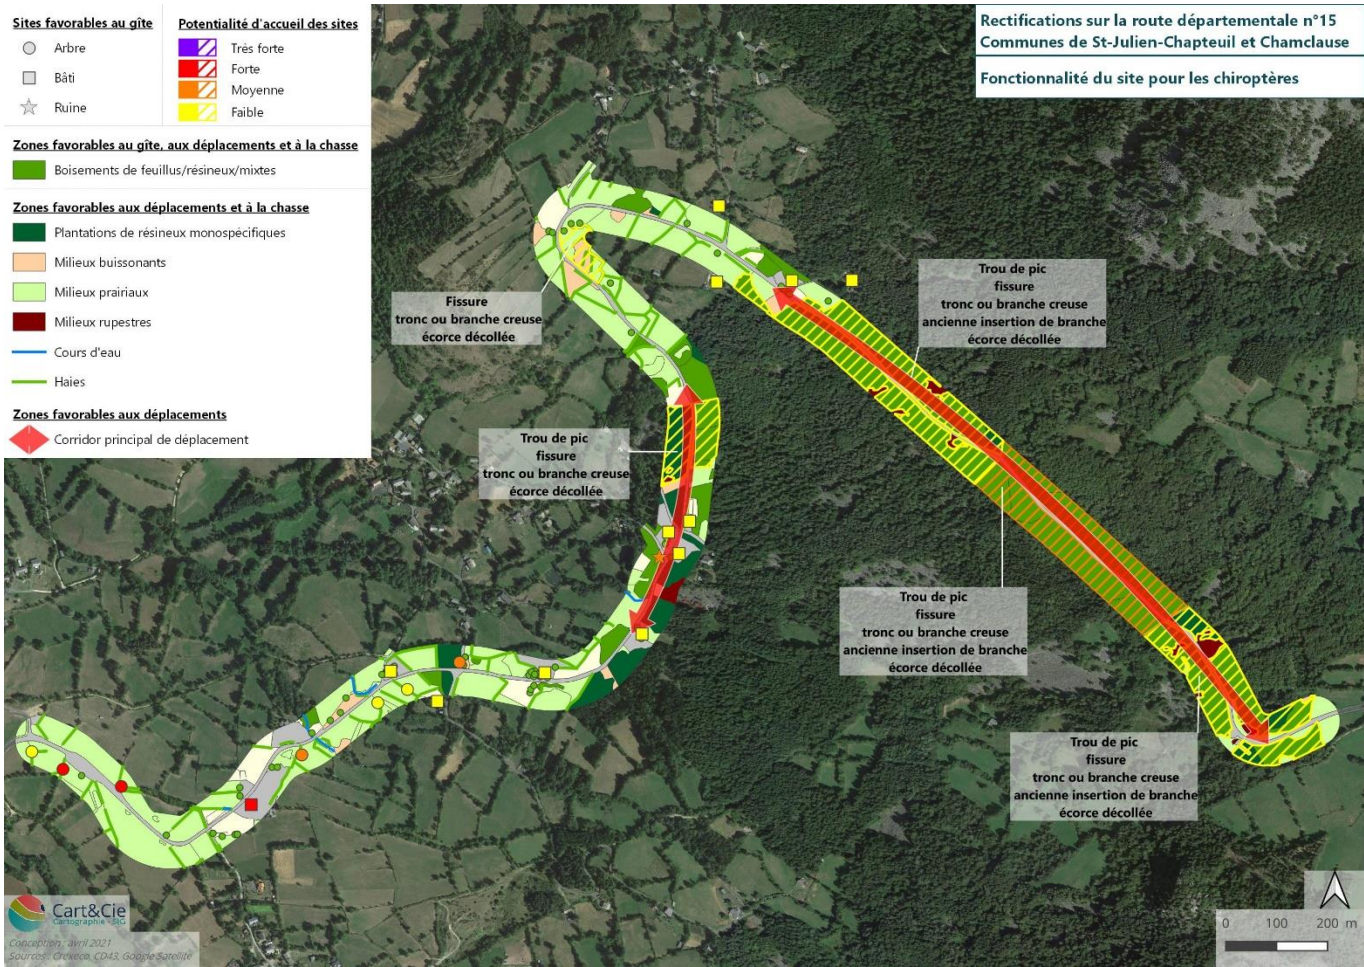 Sites favorables au gîte
Arbre
Bâti
Ruine
Potentialité d'accueil des sites
Très forte
Forte
Moyenne
Faible
Zones favorables au gîte, aux déplacements et à la chasse
Boisements de feuillus/résineux/mixtes
Zones favorables aux déplacements et à la chasse
Plantations de résineux monospécifiques
Milieux buissonants
Milieux prairiaux
Milieux rupestres
Cours d'eau
Haies
Zones favorables aux déplacements
Corridor principal de déplacement
Rectifications sur la route départementale n°15
Communes de St-Julien-Chapteuil et Chamclause
Fonctionnalité du site pour les chiroptères
Fissure
tronc ou branche creuse
écorce décollée
Trou de pic
fissure
tronc ou branche creuse
ancienne insertion de branche
écorce décollée
Trou de pic
fissure
tronc ou branche creuse
écorce décollée
Trou de pic
fissure
tronc ou branche creuse
ancienne insertion de branche
écorce décollée
Trou de pic
fissure
tronc ou branche creuse
ancienne insertion de branche
écorce décollée
Cart&Cie
Cartographie - SIG
Conception : avril 2021
Sources : Crexeco, CD43, Google Satellite
0 100 200 m